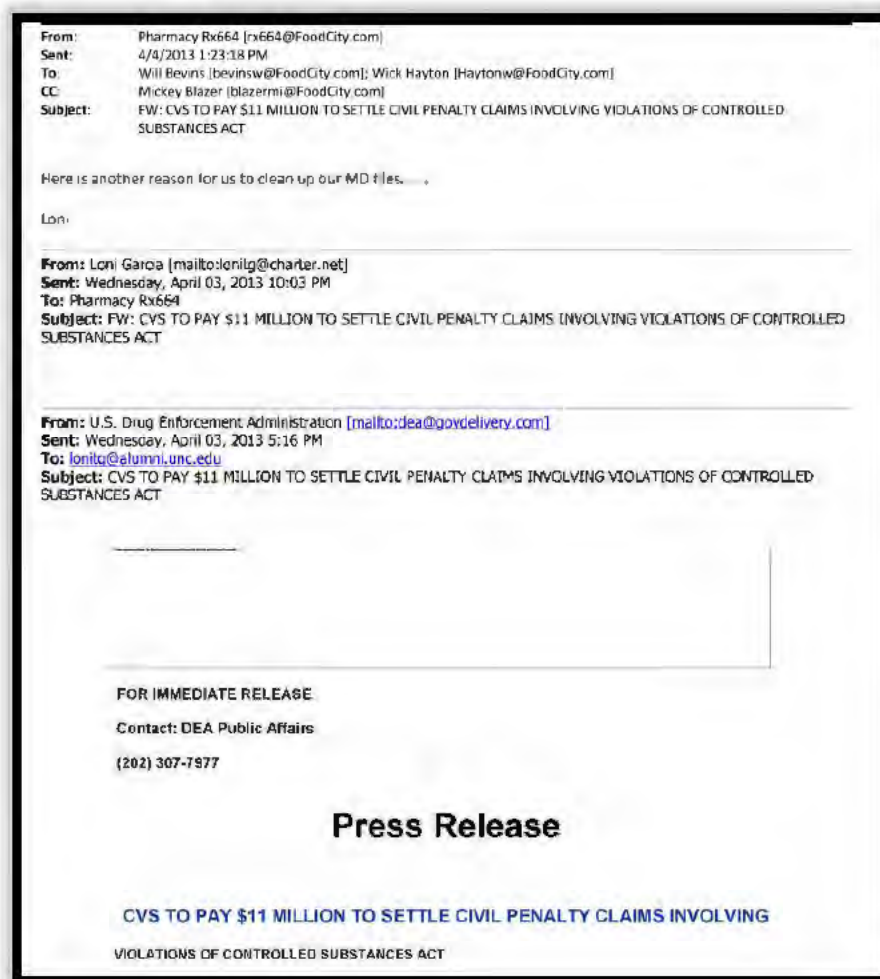 From: Pharmacy Rx664 [rx664@FoodCity.com]
Sent: 4/4/2013 1:23:18 PM
To: Will Bevins [bevinsw@FoodCity.com]; Wick Hayton [Haytonw@FoodCity.com]
CC: Mickey Blazer [blazermi@FoodCity.com]
Subject: FW: CVS TO PAY $11 MILLION TO SETTLE CIVIL PENALTY CLAIMS INVOLVING VIOLATIONS OF CONTROLLED
SUBSTANCES ACT
Here is another reason for us to clean up our MD files.....
Loni
From: Loni Garcia [mailto:lonitg@charter.net]
Sent: Wednesday, April 03, 2013 10:03 PM
To: Pharmacy Rx664
Subject: FW: CVS TO PAY $11 MILLION TO SETTLE CIVIL PENALTY CLAIMS INVOLVING VIOLATIONS OF CONTROLLED
SUBSTANCES ACT
From: U.S. Drug Enforcement Administration [mailto:dea@govdelivery.com]
Sent: Wednesday, April 03, 2013 5:16 PM
To: lonitg@alumni.unc.edu
Subject: CVS TO PAY $11 MILLION TO SETTLE CIVIL PENALTY CLAIMS INVOLVING VIOLATIONS OF CONTROLLED
SUBSTANCES ACT
FOR IMMEDIATE RELEASE
Contact: DEA Public Affairs
(202) 307-7977
Press Release
CVS TO PAY $11 MILLION TO SETTLE CIVIL PENALTY CLAIMS INVOLVING
VIOLATIONS OF CONTROLLED SUBSTANCES ACT